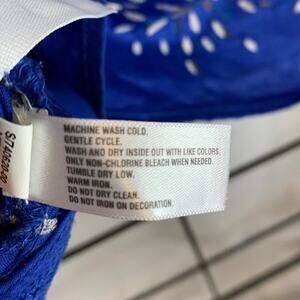 MACHINE WASH COLD.
GENTLE CYCLE.
WASH AND DRY INSIDE OUT WITH LIKE COLORS.
ONLY NON-CHLORINE BLEACH WHEN NEEDED.
TUMBLE DRY LOW.
WARM IRON.
DO NOT DRY CLEAN.
DO NOT IRON ON DECORATION.